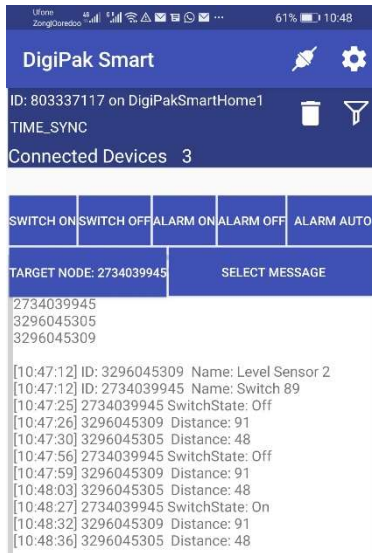 Ufone
ZongIOoredoo 61% 10:48
DigiPak Smart
ID: 803337117 on DigiPakSmartHome1
TIME_SYNC
Connected Devices 3
SWITCH ON SWITCH OFF ALARM ON ALARM OFF ALARM AUTO
TARGET NODE: 2734039945 SELECT MESSAGE
2734039945
3296045305
3296045309
[10:47:12] ID: 3296045309 Name: Level Sensor 2
[10:47:12] ID: 2734039945 Name: Switch 89
[10:47:25] 2734039945 SwitchState: Off
[10:47:26] 3296045309 Distance: 91
[10:47:30] 3296045305 Distance: 48
[10:47:56] 2734039945 SwitchState: Off
[10:47:59] 3296045309 Distance: 91
[10:48:03] 3296045305 Distance: 48
[10:48:27] 2734039945 SwitchState: On
[10:48:32] 3296045309 Distance: 91
[10:48:36] 3296045305 Distance: 48